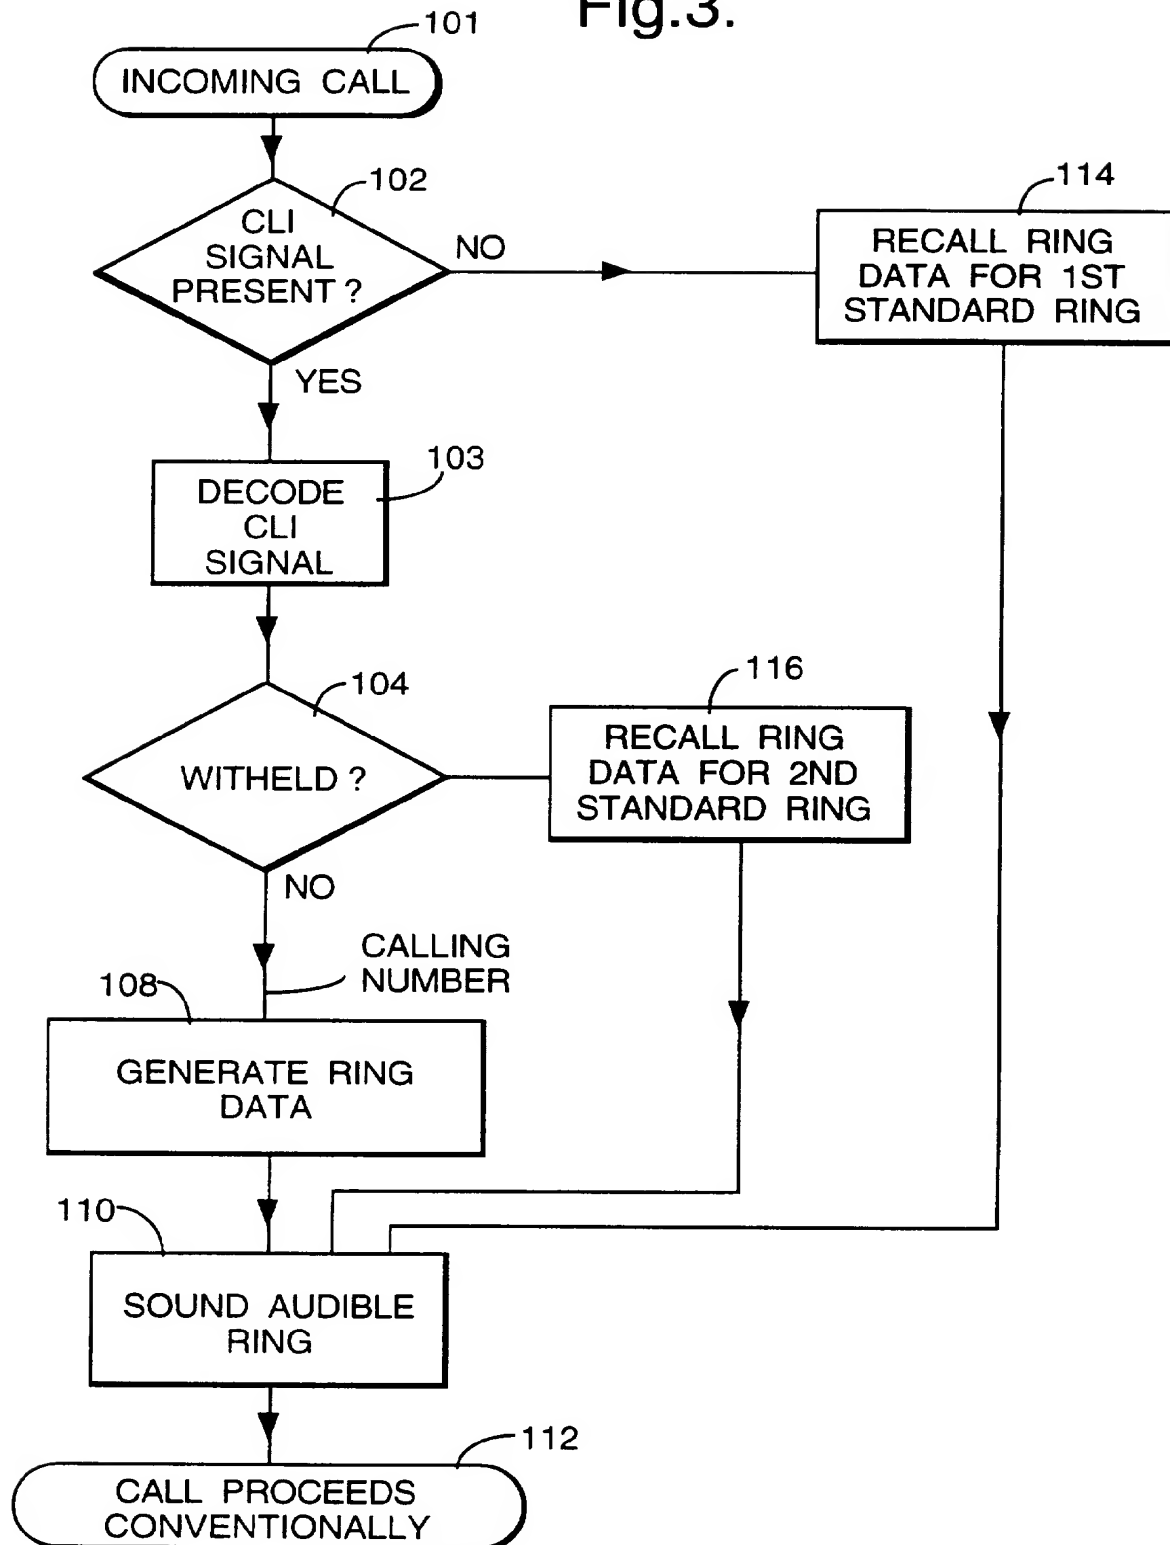 Fig.3.
101
INCOMING CALL
102
CLI
SIGNAL
PRESENT ?
NO
114
RECALL RING
DATA FOR 1ST
STANDARD RING
YES
103
DECODE
CLI
SIGNAL
104
WITHELD ?
116
RECALL RING
DATA FOR 2ND
STANDARD RING
NO
CALLING
NUMBER
108
GENERATE RING
DATA
110
SOUND AUDIBLE
RING
112
CALL PROCEEDS
CONVENTIONALLY